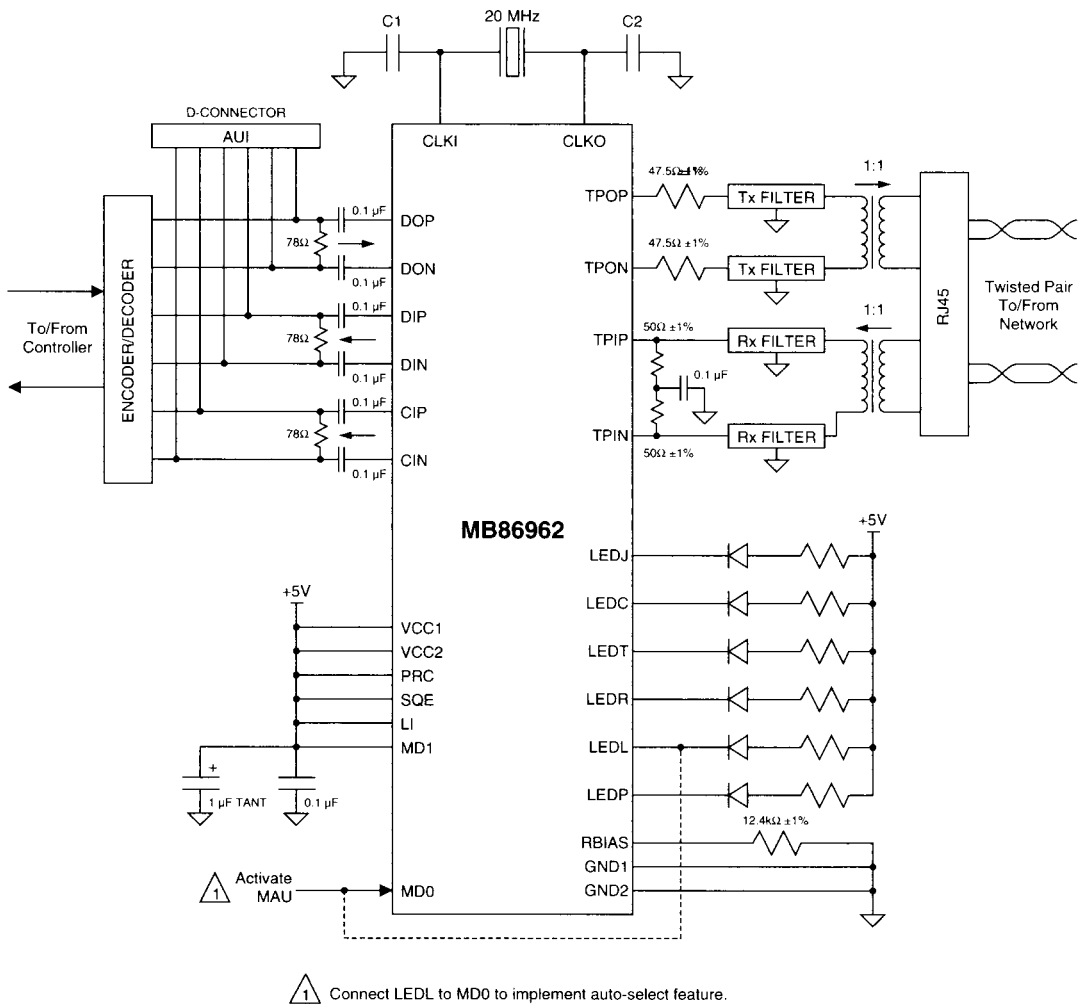 C1
20 MHz
C2
D-CONNECTOR
AUI
CLKI
CLKO
ENCODER/DECODER
To/From
Controller
0.1 µF
78Ω
0.1 µF
0.1 µF
78Ω
0.1 µF
0.1 µF
78Ω
0.1 µF
DOP
DON
DIP
DIN
CIP
CIN
MB86962
TPOP
TPON
TPIP
TPIN
47.5Ω ±1%
Tx FILTER
47.5Ω ±1%
Tx FILTER
50Ω ±1%
Rx FILTER
0.1 µF
50Ω ±1%
Rx FILTER
1:1
1:1
RJ45
Twisted Pair
To/From
Network
+5V
VCC1
VCC2
PRC
SQE
LI
MD1
+
1 µF TANT
0.1 µF
1
Activate
MAU
MD0
+5V
LEDJ
LEDC
LEDT
LEDR
LEDL
LEDP
12.4kΩ ±1%
RBIAS
GND1
GND2
1 Connect LEDL to MD0 to implement auto-select feature.